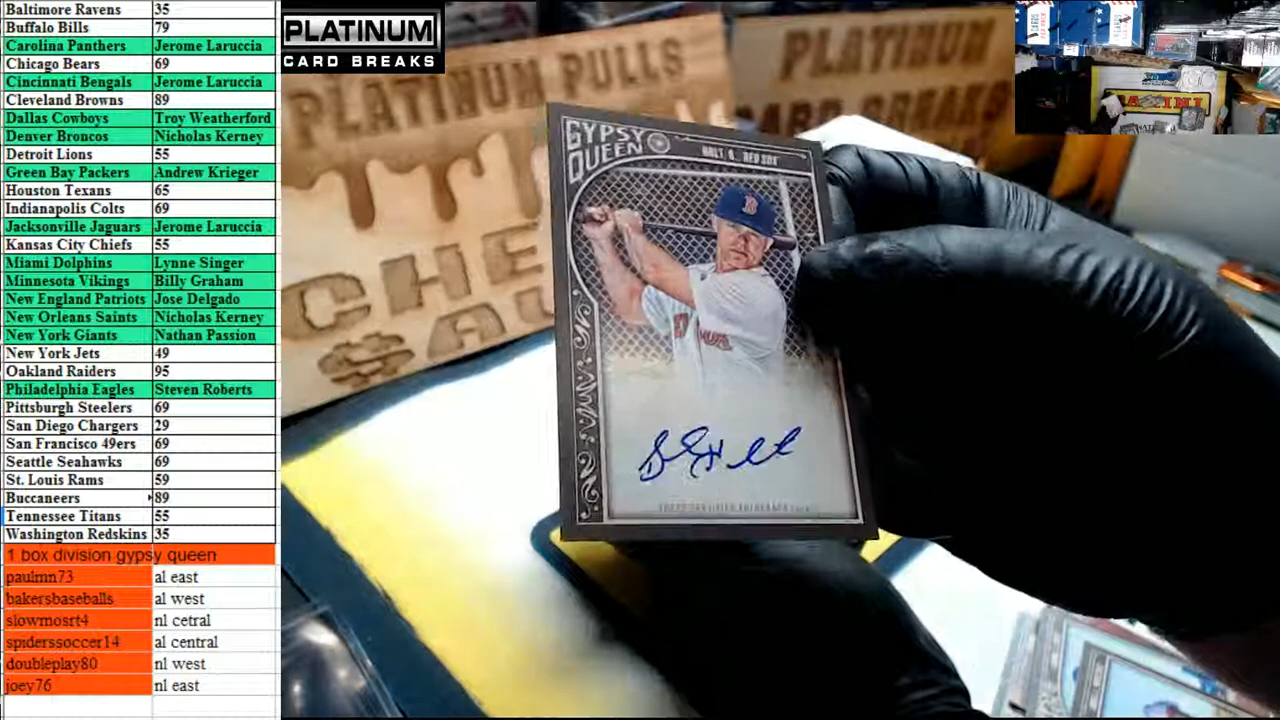 Baltimore Ravens 35
Buffalo Bills 79
Carolina Panthers Jerome Laruccia
Chicago Bears 69
Cincinnati Bengals Jerome Laruccia
Cleveland Browns 89
Dallas Cowboys Troy Weatherford
Denver Broncos Nicholas Kerney
Detroit Lions 55
Green Bay Packers Andrew Krieger
Houston Texans 65
Indianapolis Colts 69
Jacksonville Jaguars Jerome Laruccia
Kansas City Chiefs 55
Miami Dolphins Lynne Singer
Minnesota Vikings Billy Graham
New England Patriots Jose Delgado
New Orleans Saints Nicholas Kerney
New York Giants Nathan Passion
New York Jets 49
Oakland Raiders 95
Philadelphia Eagles Steven Roberts
Pittsburgh Steelers 69
San Diego Chargers 29
San Francisco 49ers 69
Seattle Seahawks 69
St. Louis Rams 59
Buccaneers 89
Tennessee Titans 55
Washington Redskins 35
1 box division gypsy queen
paulmn73 al east
bakersbaseballs al west
slowmosrt4 nl cetral
spiderssoccer14 al central
doubleplay80 nl west
joey76 nl east
PLATINUM
CARD BREAKS
PLATINUM PULLS
PLATINUM
CARD BREAKS
CHE
$AU
GYPSY
QUEEN
RED SOX
B
PANINI